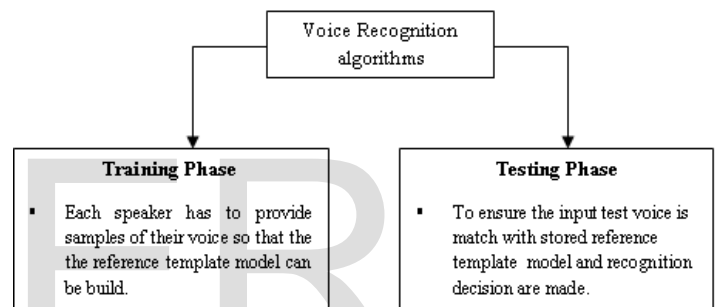 Voice Recognition
algorithms
Training Phase
▪ Each speaker has to provide
samples of their voice so that the
the reference template model can
be build.
Testing Phase
▪ To ensure the input test voice is
match with stored reference
template model and recognition
decision are made.